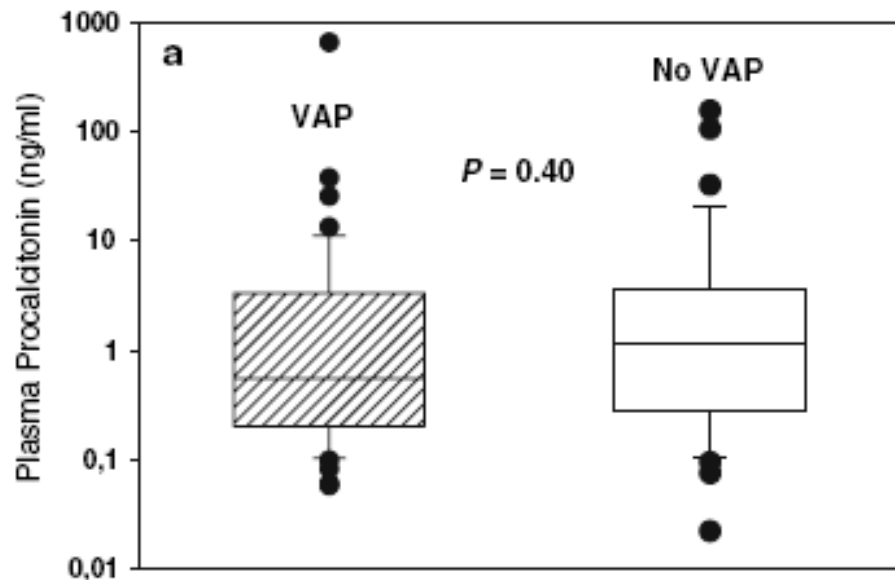 1000
a
No VAP
VAP
100
P = 0.40
10
1
0,1
0,01
Plasma Procalcitonin (ng/ml)